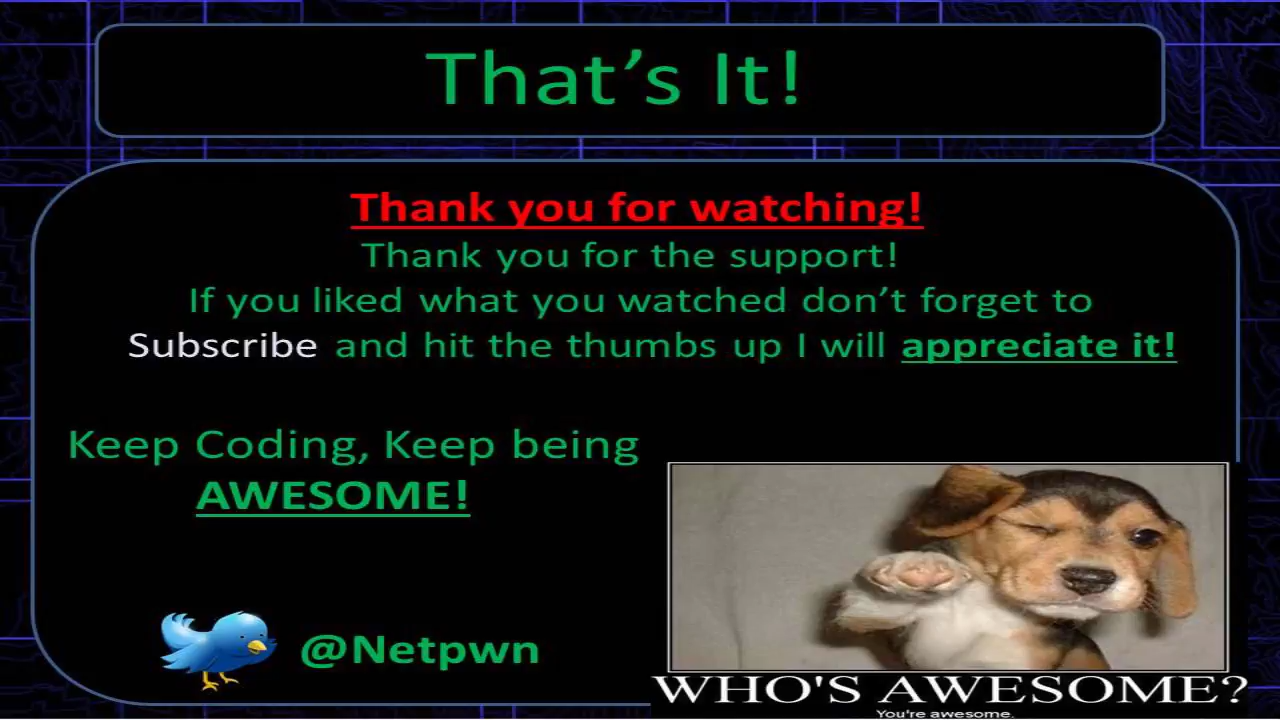 That’s It!
Thank you for watching!
Thank you for the support!
If you liked what you watched don’t forget to
Subscribe and hit the thumbs up I will appreciate it!
Keep Coding, Keep being
AWESOME!
@Netpwn
WHO'S AWESOME?
You're awesome.